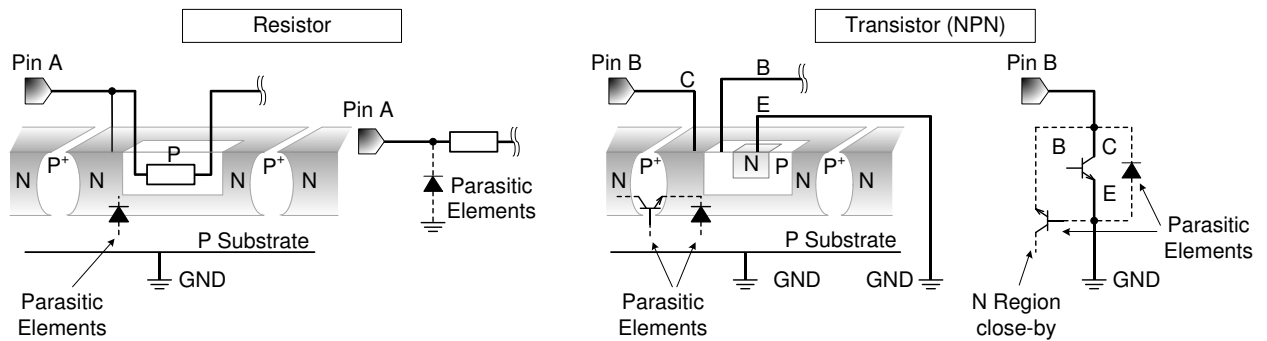 Resistor
Transistor (NPN)
Pin A
Pin B
Pin B
C
B
E
Pin A
N
P+
N
P
N
P+
N
Parasitic
Elements
P Substrate
GND
Parasitic
Elements
N
P+
N
N
P
N
P+
N
P Substrate
GND
GND
Parasitic
Elements
B
C
E
Parasitic
Elements
GND
N Region
close-by